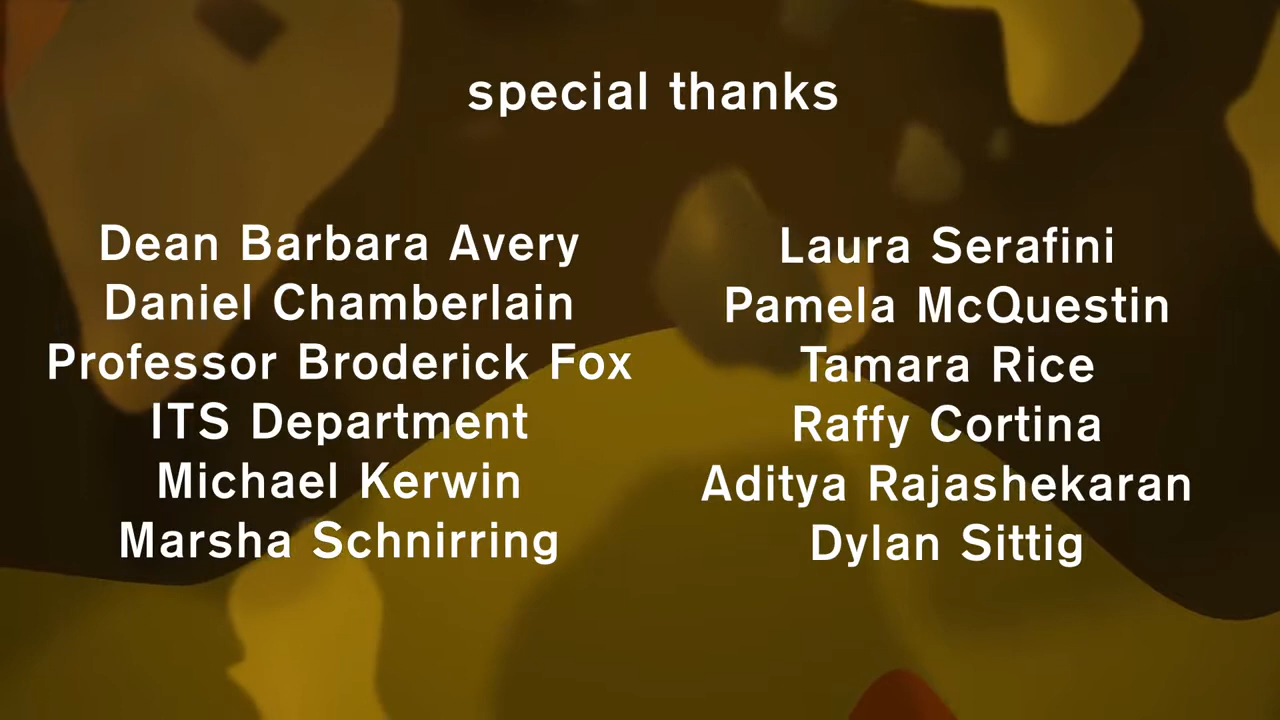 special thanks
Dean Barbara Avery
Daniel Chamberlain
Professor Broderick Fox
ITS Department
Michael Kerwin
Marsha Schnirring
Laura Serafini
Pamela McQuestin
Tamara Rice
Raffy Cortina
Aditya Rajashekaran
Dylan Sittig